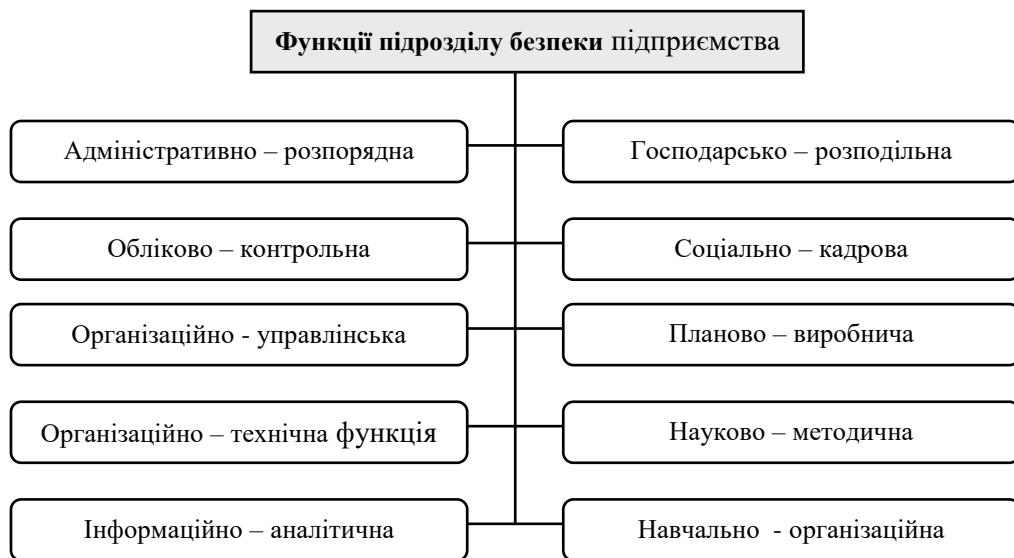 Функції підрозділу безпеки підприємства
Адміністративно – розпорядна
Господарсько – розподільна
Обліково – контрольна
Соціально – кадрова
Організаційно - управлінська
Планово – виробнича
Організаційно – технічна функція
Науково – методична
Інформаційно – аналітична
Навчально - організаційна